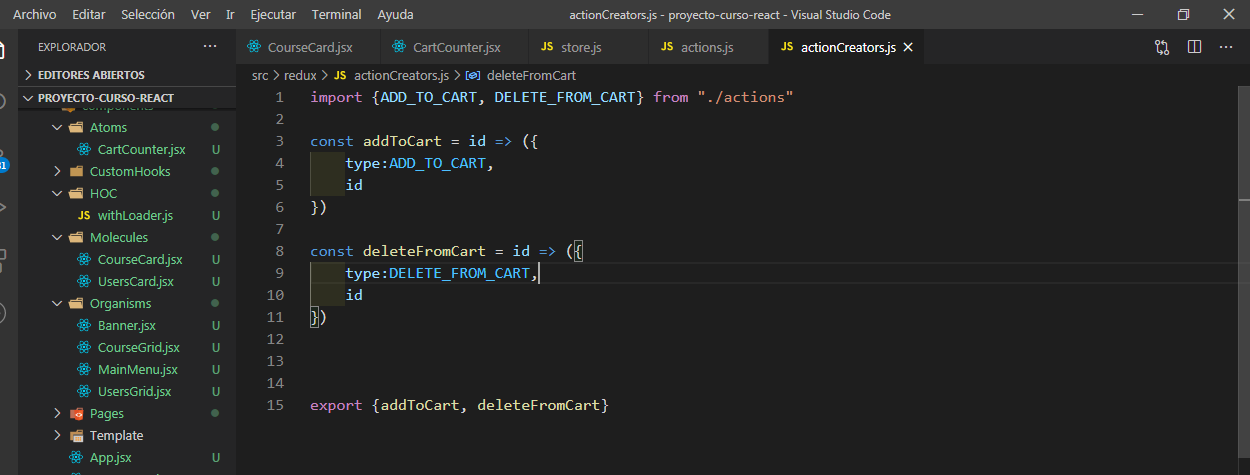 Archivo Editar Selección Ver Ir Ejecutar Terminal Ayuda actionCreators.js - proyecto-curso-react - Visual Studio Code
EXPLORADOR ···
EDITORES ABIERTOS
PROYECTO-CURSO-REACT
components
Atoms
CartCounter.jsx U
CustomHooks
HOC
JS withLoader.js U
Molecules
CourseCard.jsx U
UsersCard.jsx U
Organisms
Banner.jsx U
CourseGrid.jsx U
MainMenu.jsx U
UsersGrid.jsx U
Pages
Template
App.jsx U
CourseCard.jsx CartCounter.jsx JS store.js JS actions.js JS actionCreators.js
src > redux > JS actionCreators.js > deleteFromCart
1 import {ADD_TO_CART, DELETE_FROM_CART} from "./actions"
2
3 const addToCart = id => ({
4 type:ADD_TO_CART,
5 id
6 })
7
8 const deleteFromCart = id => ({
9 type:DELETE_FROM_CART,
10 id
11 })
12
13
14
15 export {addToCart, deleteFromCart}